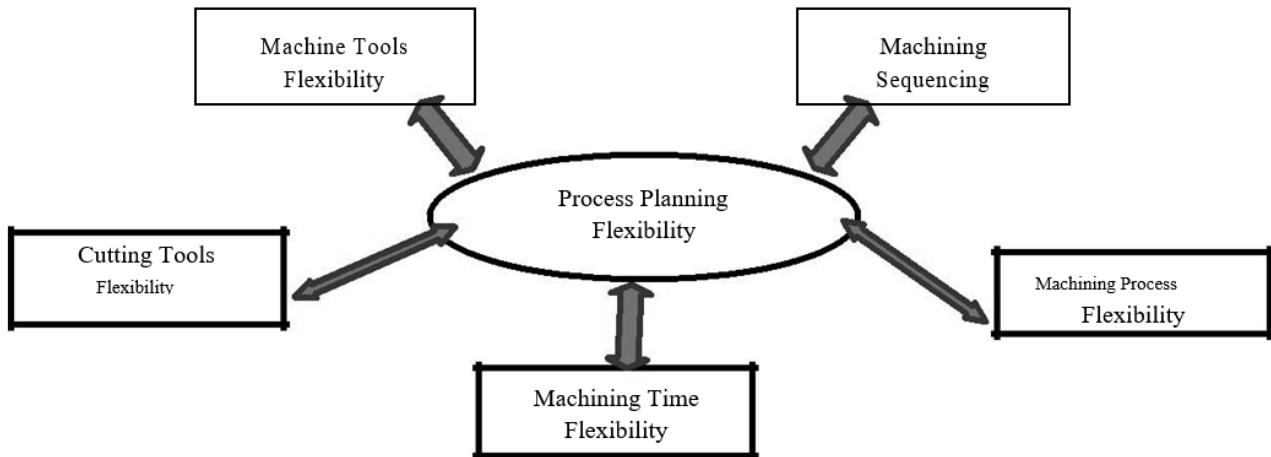 Machine Tools
Flexibility
Machining
Sequencing
Process Planning
Flexibility
Cutting Tools
Flexibility
Machining Process
Flexibility
Machining Time
Flexibility